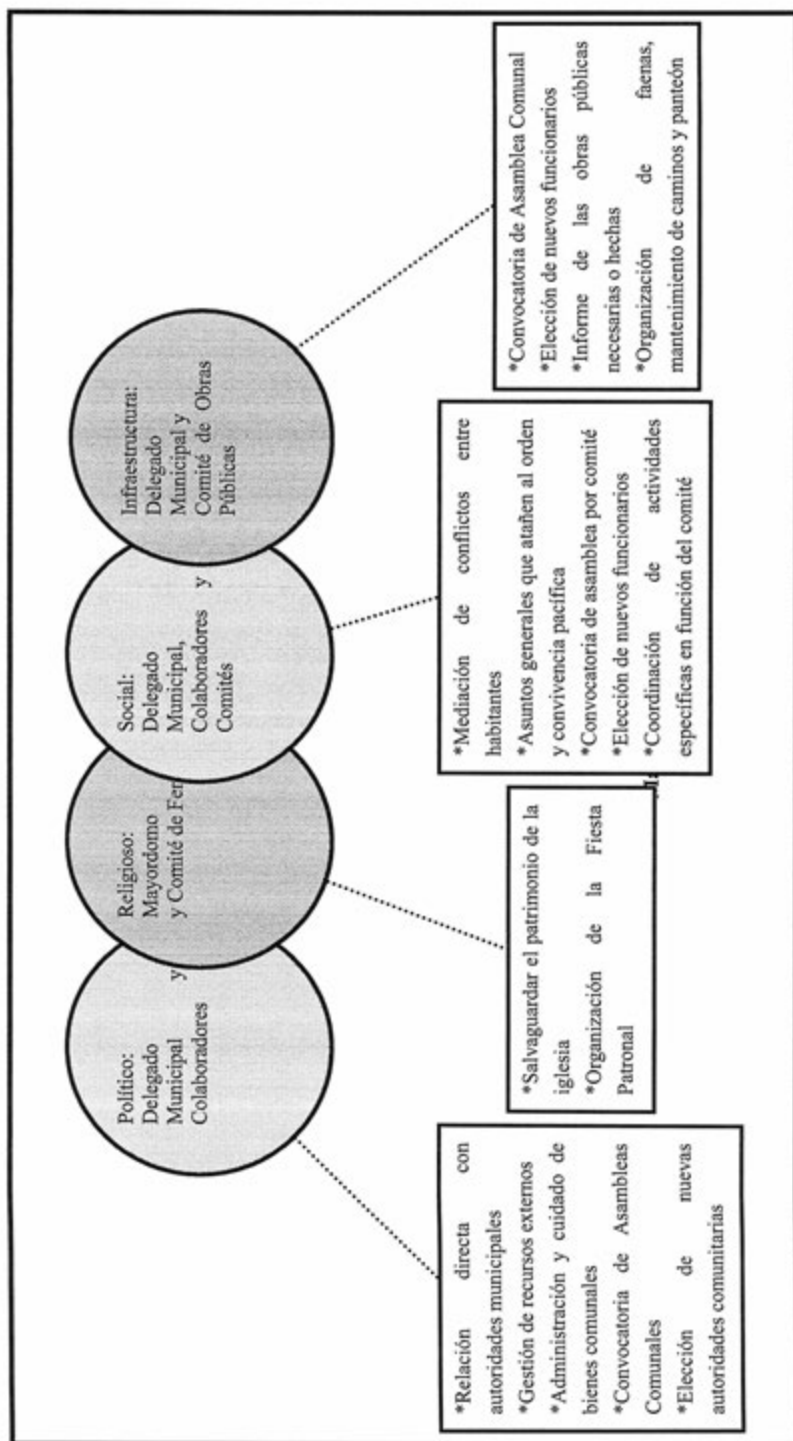 Político:
Delegado
Municipal y
Colaboradores
Religioso:
Mayordomo
y Comité de Fer
Social:
Delegado
Municipal,
Colaboradores y
Comités
Infraestructura:
Delegado
Municipal y
Comité de Obras
Públicas
*Relación directa con
autoridades municipales
*Gestión de recursos externos
*Administración y cuidado de
bienes comunales
*Convocatoria de Asambleas
Comunales
*Elección de nuevas
autoridades comunitarias
*Salvaguardar el patrimonio de la
iglesia
*Organización de la Fiesta
Patronal
*Mediación de conflictos entre
habitantes
*Asuntos generales que atañen al orden
y convivencia pacífica
*Convocatoria de asamblea por comité
*Elección de nuevos funcionarios
*Coordinación de actividades
específicas en función del comité
*Convocatoria de Asamblea Comunal
*Elección de nuevos funcionarios
*Informe de las obras públicas
necesarias o hechas
*Organización de faenas,
mantenimiento de caminos y panteón